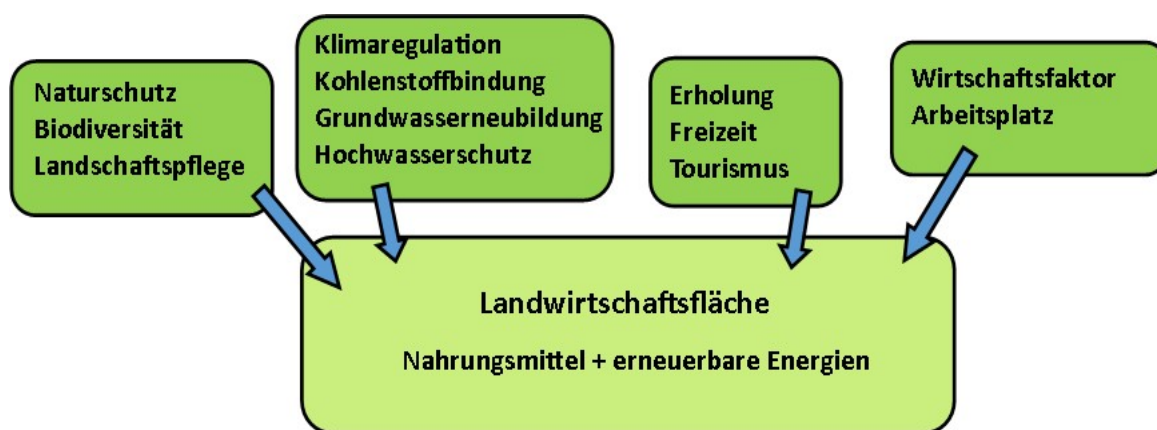 Naturschutz
Biodiversität
Landschaftspflege
Klimaregulation
Kohlenstoffbindung
Grundwasserneubildung
Hochwasserschutz
Erholung
Freizeit
Tourismus
Wirtschaftsfaktor
Arbeitsplatz
Landwirtschaftsfläche
Nahrungsmittel + erneuerbare Energien